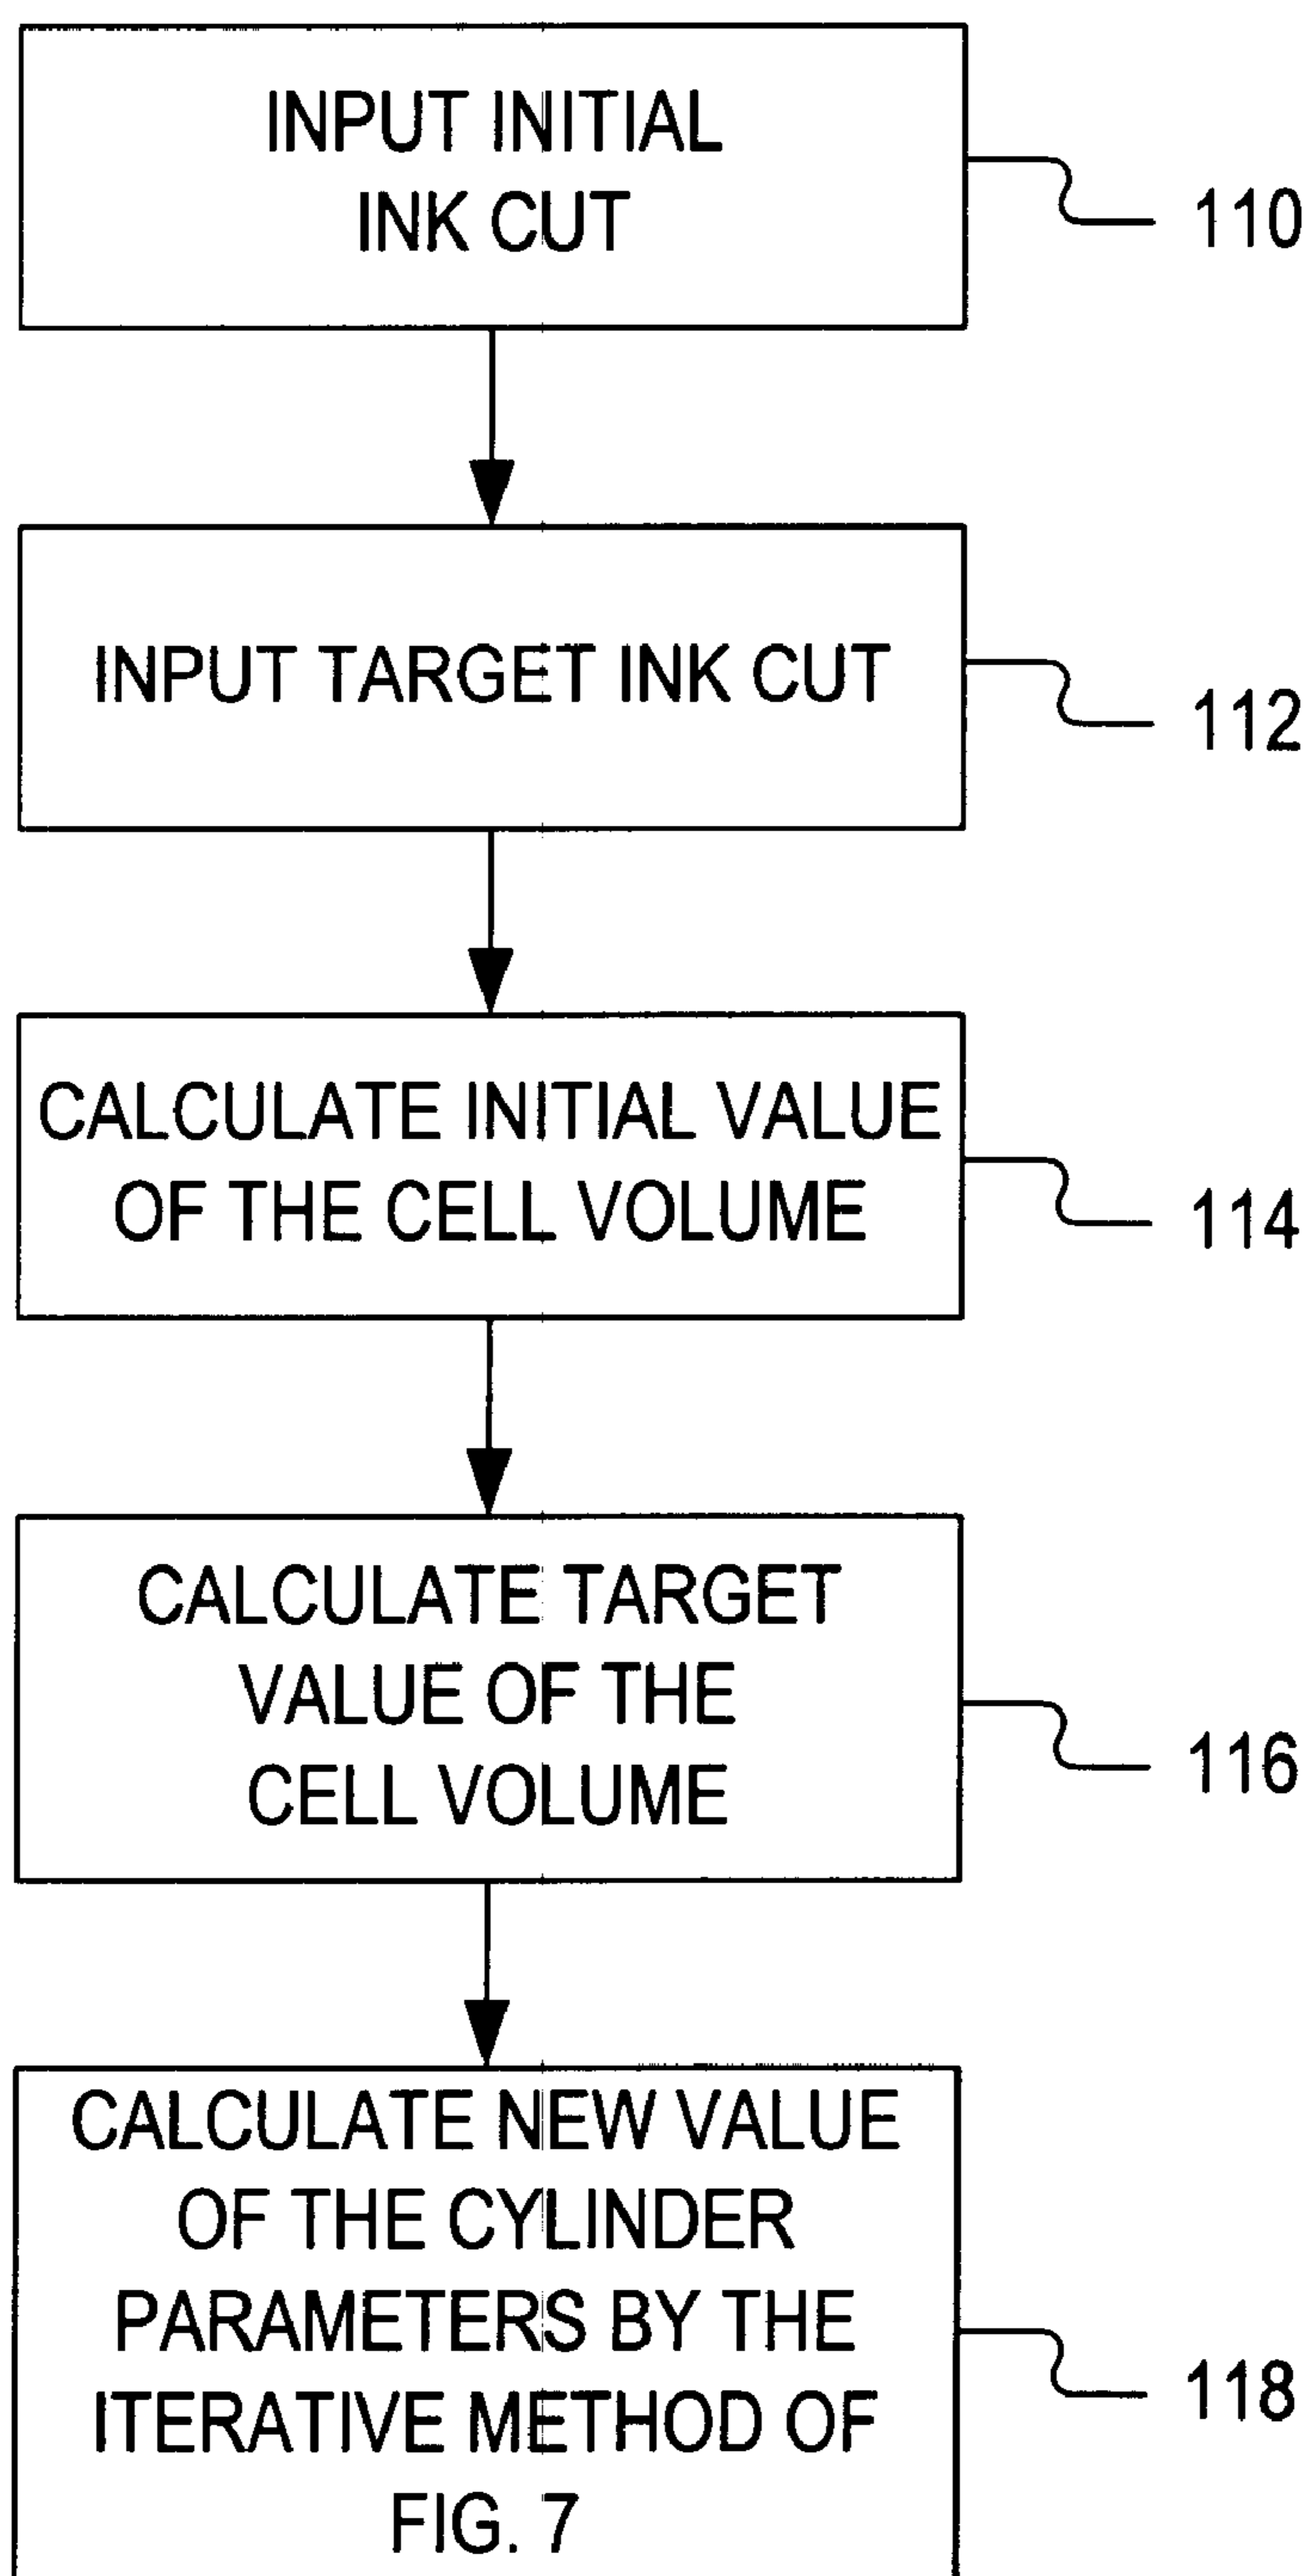 INPUT INITIAL
INK CUT
110
INPUT TARGET INK CUT
112
CALCULATE INITIAL VALUE
OF THE CELL VOLUME
114
CALCULATE TARGET
VALUE OF THE
CELL VOLUME
116
CALCULATE NEW VALUE
OF THE CYLINDER
PARAMETERS BY THE
ITERATIVE METHOD OF
FIG. 7
118